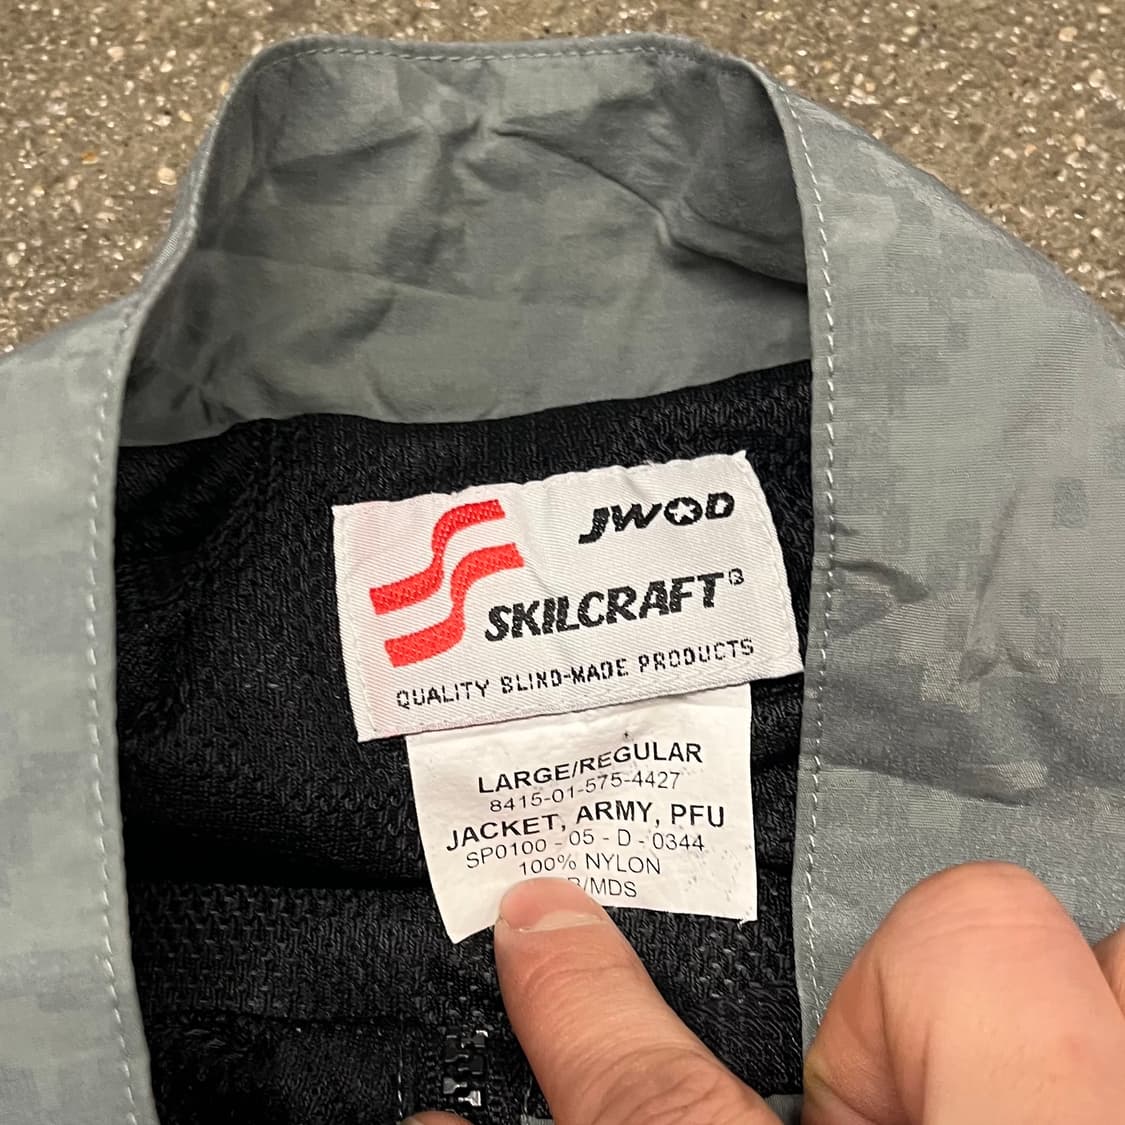 JWOD
SKILCRAFT®
QUALITY BLIND-MADE PRODUCTS
LARGE/REGULAR
8415-01-575-4427
JACKET, ARMY, PFU
SP0100 - 05 - D - 0344
100% NYLON
/MDS